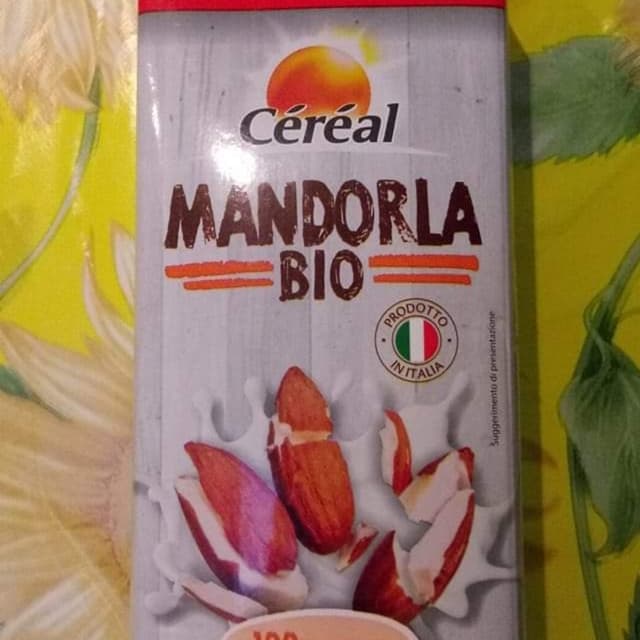 Céréal
MANDORLA
BIO
PRODOTTO
IN ITALIA
Suggerimento di presentazione